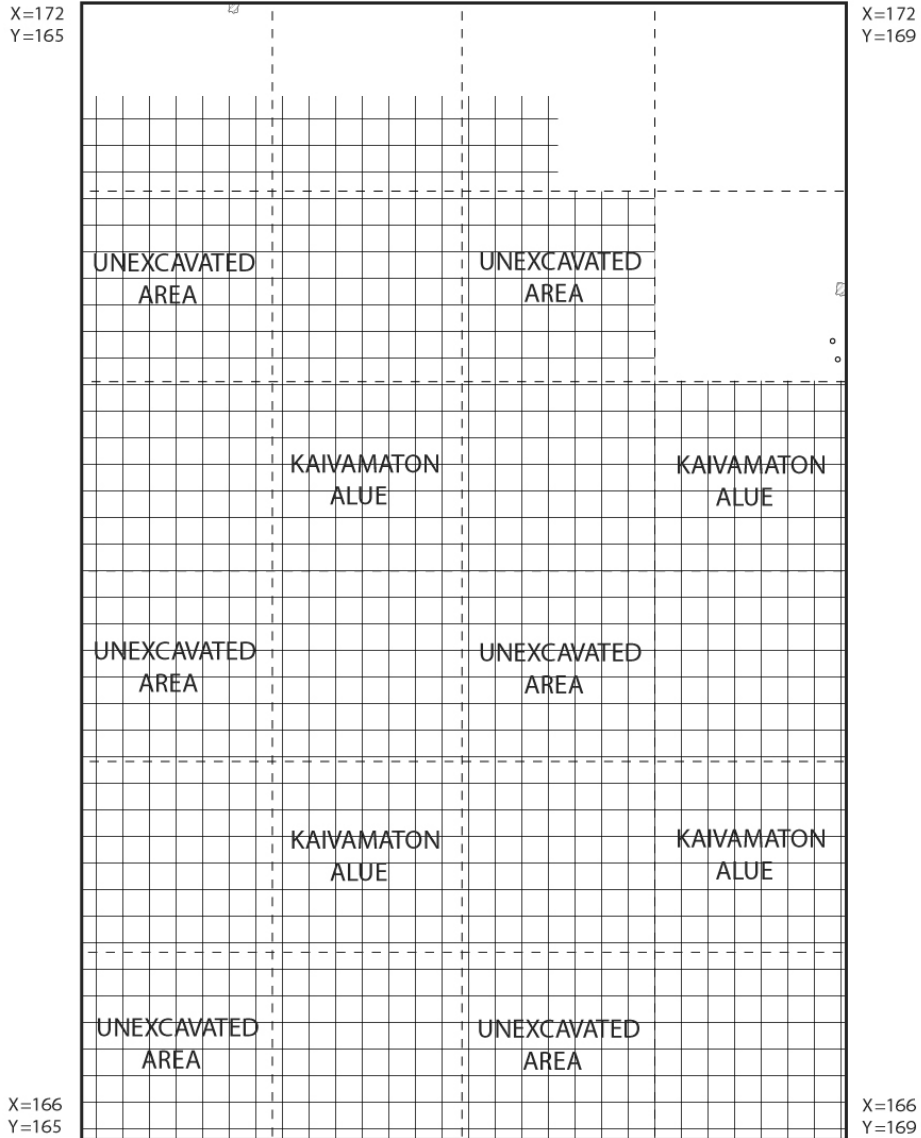 X=172
Y=165
X=172
Y=169
UNEXCAVATED
AREA
UNEXCAVATED
AREA
KAIVAMATON
ALUE
KAIVAMATON
ALUE
UNEXCAVATED
AREA
UNEXCAVATED
AREA
KAIVAMATON
ALUE
KAIVAMATON
ALUE
UNEXCAVATED
AREA
UNEXCAVATED
AREA
X=166
Y=165
X=166
Y=169